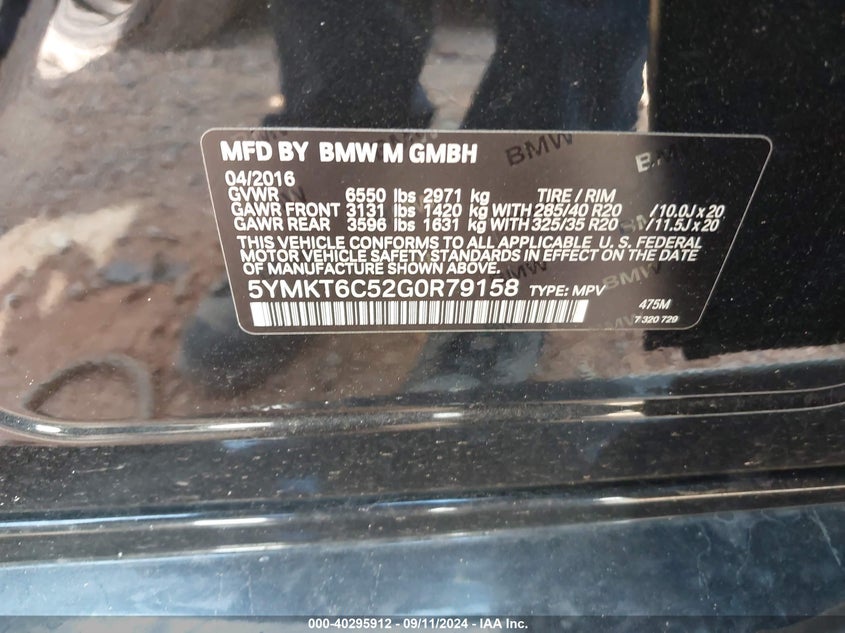 MFD BY BMW M GMBH
04/2016
GVWR 6550 lbs 2971 kg TIRE / RIM
GAWR FRONT 3131 lbs 1420 kg WITH 285/40 R20 / 10.0J x 20
GAWR REAR 3596 lbs 1631 kg WITH 325/35 R20 / 11.5J x 20
THIS VEHICLE CONFORMS TO ALL APPLICABLE U. S. FEDERAL
MOTOR VEHICLE SAFETY STANDARDS IN EFFECT ON THE
DATE OF MANUFACTURE SHOWN ABOVE.
5YMKT6C52G0R79158 TYPE: MPV 475M
7 320 729
BMW
BMW
BMW
000-40295912 - 09/11/2024 - IAA Inc.